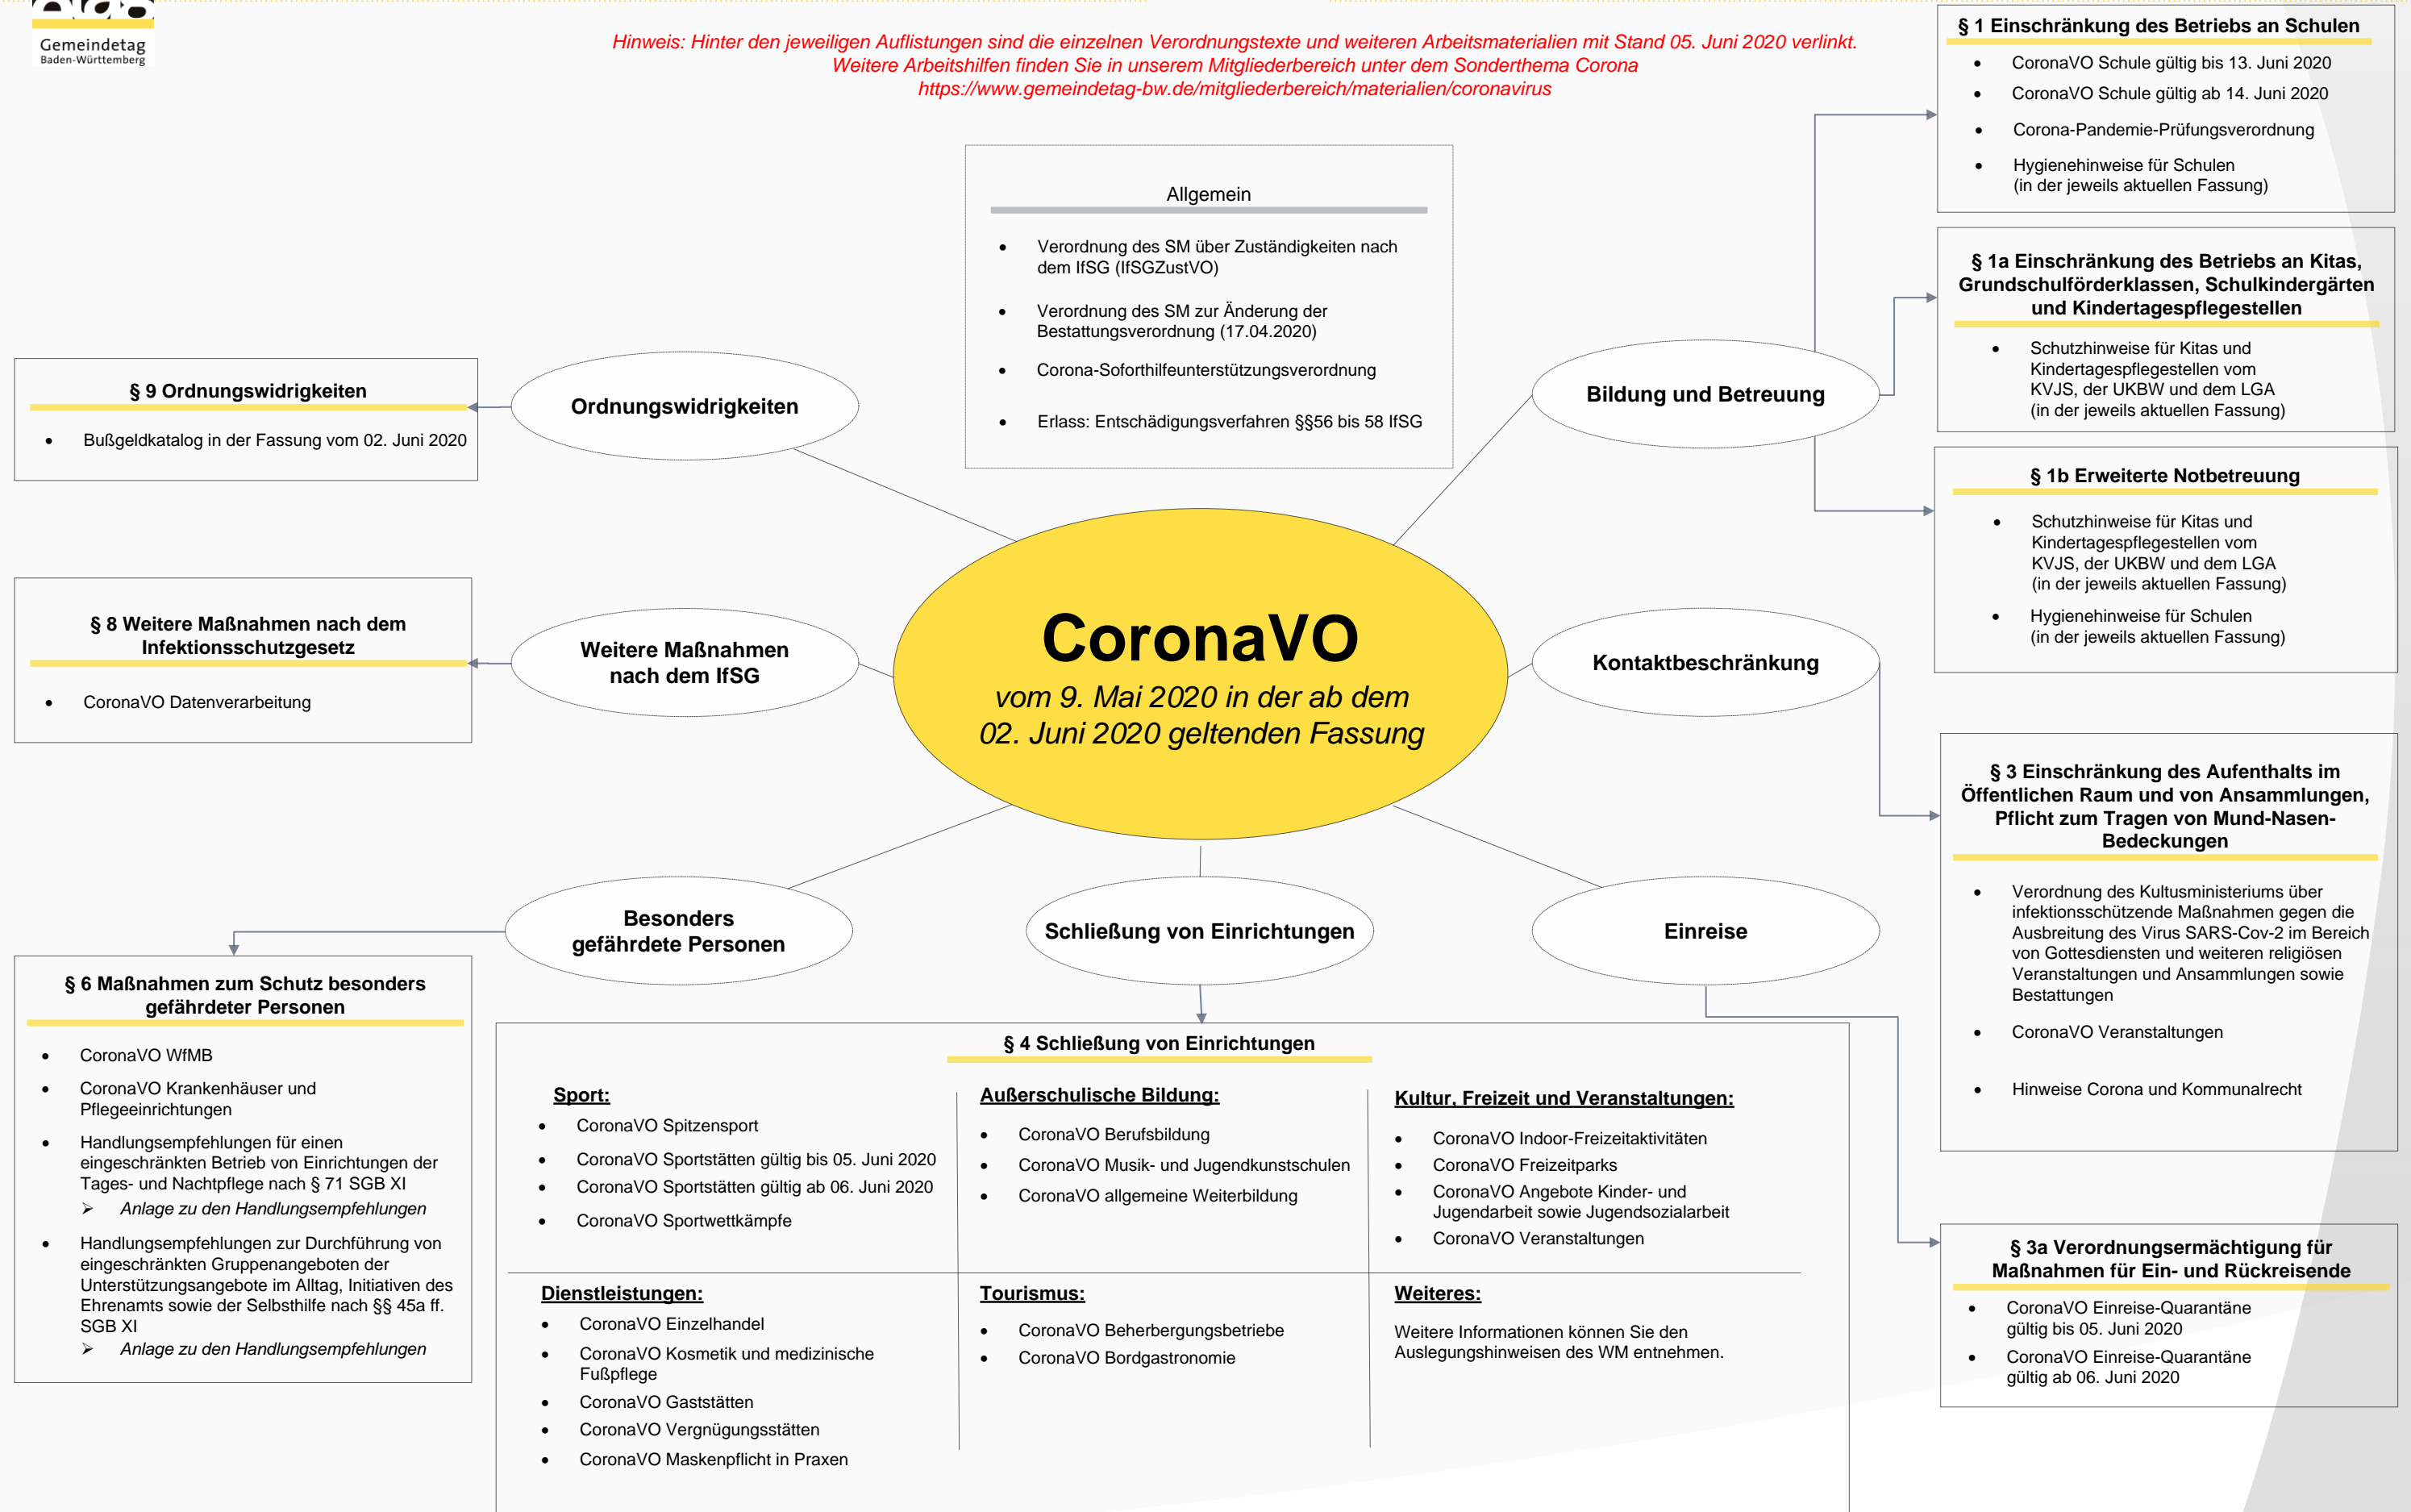 Gemeindetag
Baden-Württemberg
Hinweis: Hinter den jeweiligen Auflistungen sind die einzelnen Verordnungstexte und weiteren Arbeitsmaterialien mit Stand 05. Juni 2020 verlinkt.
Weitere Arbeitshilfen finden Sie in unserem Mitgliederbereich unter dem Sonderthema Corona
https://www.gemeindetag-bw.de/mitgliederbereich/materialien/coronavirus
§ 1 Einschränkung des Betriebs an Schulen
• CoronaVO Schule gültig bis 13. Juni 2020
• CoronaVO Schule gültig ab 14. Juni 2020
• Corona-Pandemie-Prüfungsverordnung
• Hygienehinweise für Schulen
(in der jeweils aktuellen Fassung)
Allgemein
• Verordnung des SM über Zuständigkeiten nach
dem IfSG (IfSGZustVO)
• Verordnung des SM zur Änderung der
Bestattungsverordnung (17.04.2020)
• Corona-Soforthilfeunterstützungsverordnung
• Erlass: Entschädigungsverfahren §§56 bis 58 IfSG
§ 1a Einschränkung des Betriebs an Kitas,
Grundschulförderklassen, Schulkindergärten
und Kindertagespflegestellen
• Schutzhinweise für Kitas und
Kindertagespflegestellen vom
KVJS, der UKBW und dem LGA
(in der jeweils aktuellen Fassung)
§ 9 Ordnungswidrigkeiten
• Bußgeldkatalog in der Fassung vom 02. Juni 2020
Ordnungswidrigkeiten
Bildung und Betreuung
§ 1b Erweiterte Notbetreuung
• Schutzhinweise für Kitas und
Kindertagespflegestellen vom
KVJS, der UKBW und dem LGA
(in der jeweils aktuellen Fassung)
• Hygienehinweise für Schulen
(in der jeweils aktuellen Fassung)
§ 8 Weitere Maßnahmen nach dem
Infektionsschutzgesetz
• CoronaVO Datenverarbeitung
Weitere Maßnahmen
nach dem IfSG
CoronaVO
vom 9. Mai 2020 in der ab dem
02. Juni 2020 geltenden Fassung
Kontaktbeschränkung
§ 3 Einschränkung des Aufenthalts im
Öffentlichen Raum und von Ansammlungen,
Pflicht zum Tragen von Mund-Nasen-
Bedeckungen
• Verordnung des Kultusministeriums über
infektionsschützende Maßnahmen gegen die
Ausbreitung des Virus SARS-Cov-2 im Bereich
von Gottesdiensten und weiteren religiösen
Veranstaltungen und Ansammlungen sowie
Bestattungen
• CoronaVO Veranstaltungen
• Hinweise Corona und Kommunalrecht
Besonders
gefährdete Personen
Schließung von Einrichtungen
Einreise
§ 6 Maßnahmen zum Schutz besonders
gefährdeter Personen
• CoronaVO WfMB
• CoronaVO Krankenhäuser und
Pflegeeinrichtungen
• Handlungsempfehlungen für einen
eingeschränkten Betrieb von Einrichtungen der
Tages- und Nachtpflege nach § 71 SGB XI
➢ Anlage zu den Handlungsempfehlungen
• Handlungsempfehlungen zur Durchführung von
eingeschränkten Gruppenangeboten der
Unterstützungsangebote im Alltag, Initiativen des
Ehrenamts sowie der Selbsthilfe nach §§ 45a ff.
SGB XI
➢ Anlage zu den Handlungsempfehlungen
§ 4 Schließung von Einrichtungen
Sport:
• CoronaVO Spitzensport
• CoronaVO Sportstätten gültig bis 05. Juni 2020
• CoronaVO Sportstätten gültig ab 06. Juni 2020
• CoronaVO Sportwettkämpfe
Außerschulische Bildung:
• CoronaVO Berufsbildung
• CoronaVO Musik- und Jugendkunstschulen
• CoronaVO allgemeine Weiterbildung
Kultur, Freizeit und Veranstaltungen:
• CoronaVO Indoor-Freizeitaktivitäten
• CoronaVO Freizeitparks
• CoronaVO Angebote Kinder- und
Jugendarbeit sowie Jugendsozialarbeit
• CoronaVO Veranstaltungen
Dienstleistungen:
• CoronaVO Einzelhandel
• CoronaVO Kosmetik und medizinische
Fußpflege
• CoronaVO Gaststätten
• CoronaVO Vergnügungsstätten
• CoronaVO Maskenpflicht in Praxen
Tourismus:
• CoronaVO Beherbergungsbetriebe
• CoronaVO Bordgastronomie
Weiteres:
Weitere Informationen können Sie den
Auslegungshinweisen des WM entnehmen.
§ 3a Verordnungsermächtigung für
Maßnahmen für Ein- und Rückreisende
• CoronaVO Einreise-Quarantäne
gültig bis 05. Juni 2020
• CoronaVO Einreise-Quarantäne
gültig ab 06. Juni 2020